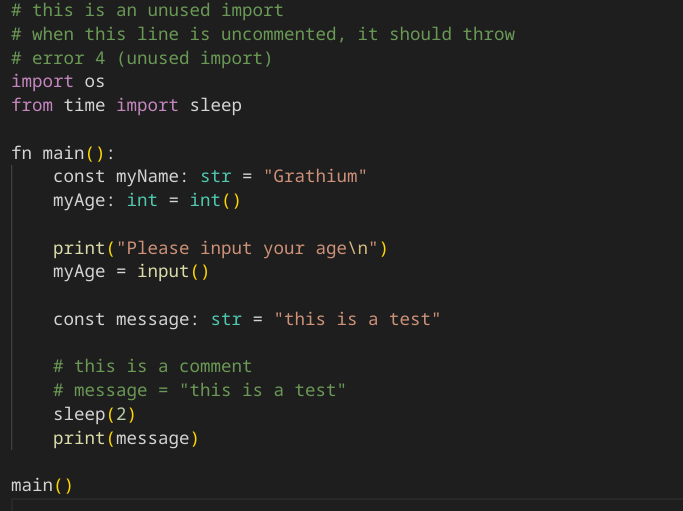 # this is an unused import
# when this line is uncommented, it should throw
# error 4 (unused import)
import os
from time import sleep

fn main():
    const myName: str = "Grathium"
    myAge: int = int()

    print("Please input your age\n")
    myAge = input()

    const message: str = "this is a test"

    # this is a comment
    # message = "this is a test"
    sleep(2)
    print(message)

main()